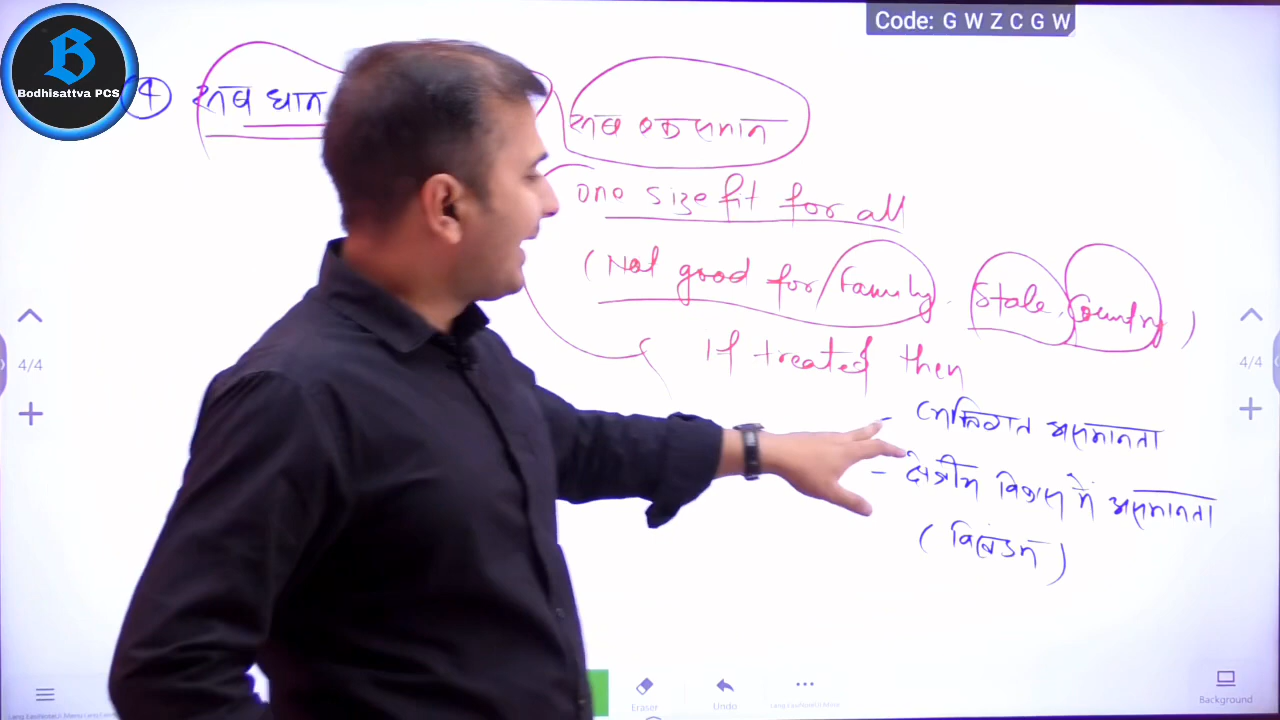 Code: G W Z C G W
B
Bodhisattva PCS
4 सब धान
सब एक समान
one size fit for all
(Not good for / Family, State, Country)
If treated then
- व्यक्तिगत असमानता
- क्षेत्रीय विकास में असमानता
(विखंडन)
4/4
4/4
Eraser
Undo
Background